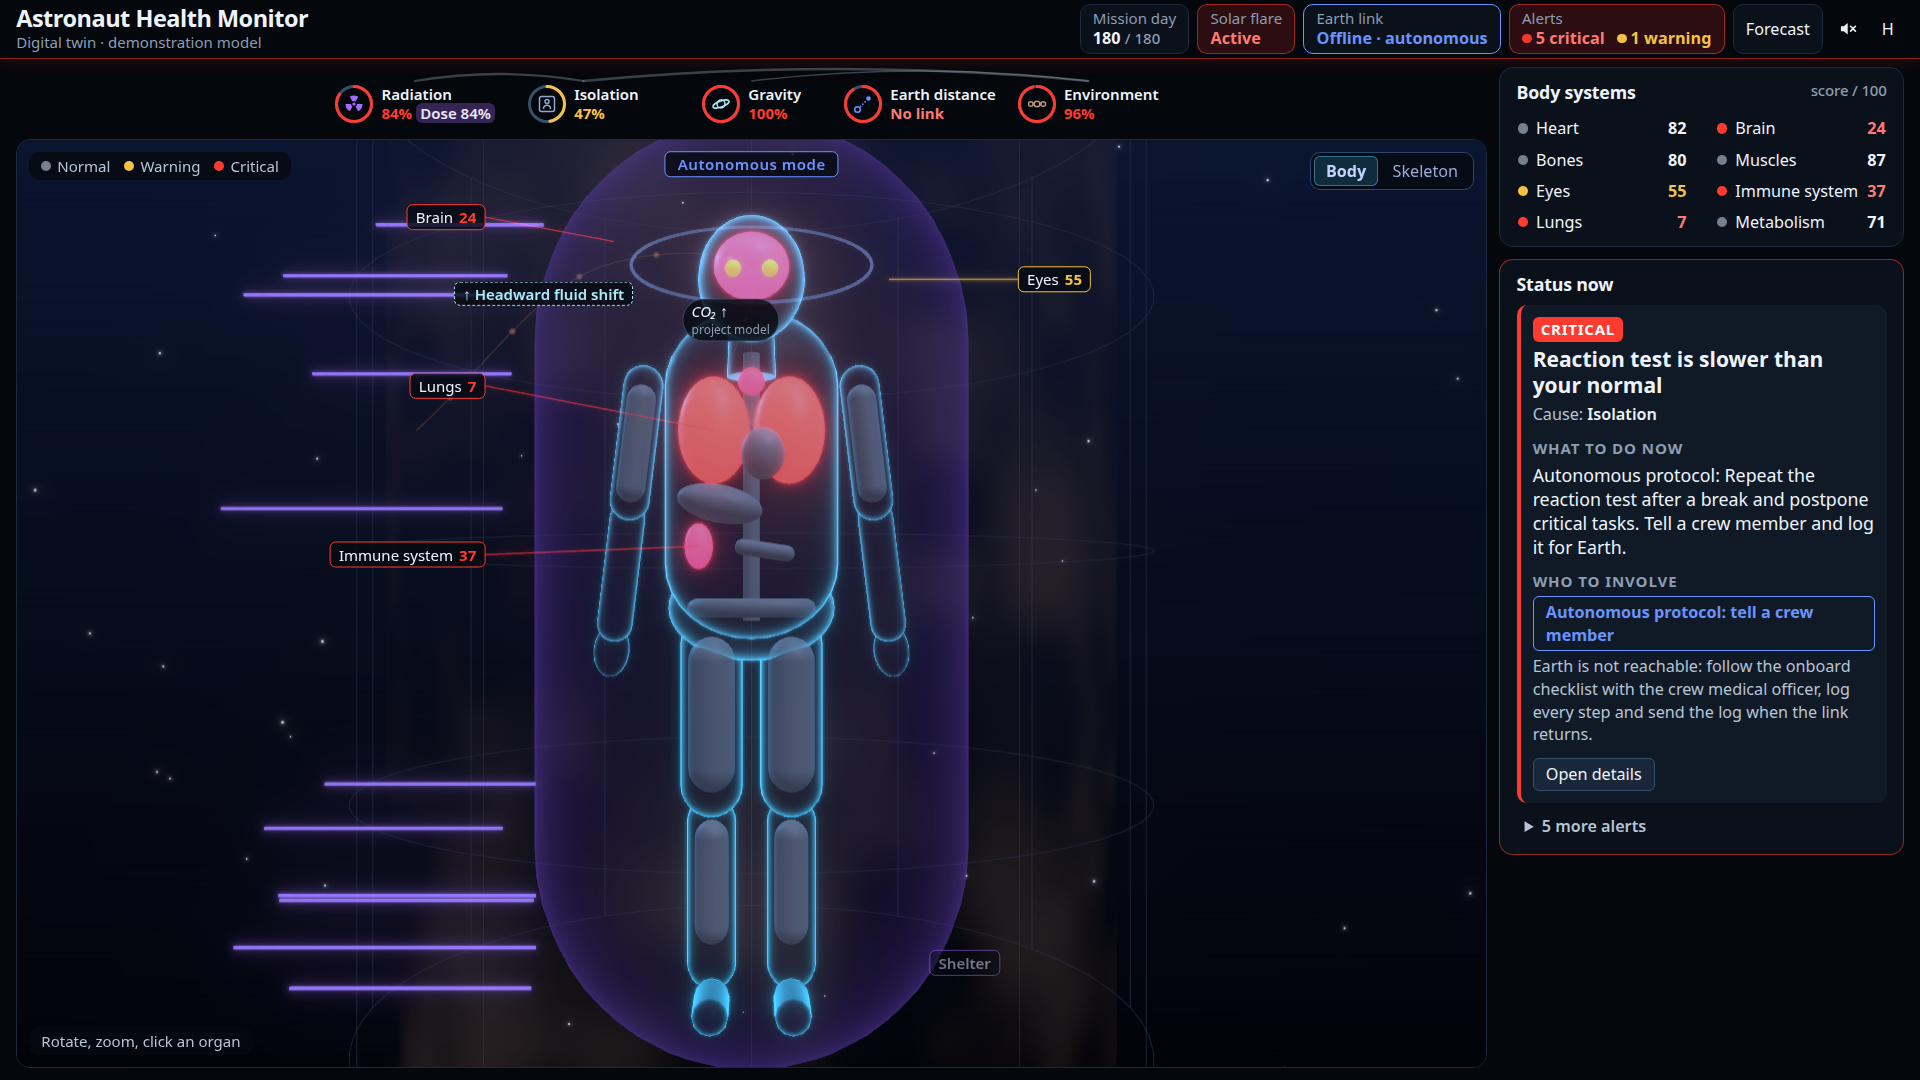 Astronaut Health Monitor
Digital twin · demonstration model
Mission day
180 / 180
Solar flare
Active
Earth link
Offline · autonomous
Alerts
5 critical 1 warning
Forecast
H
Radiation
84% Dose 84%
Isolation
47%
Gravity
100%
Earth distance
No link
Environment
96%
Normal Warning Critical
Autonomous mode
Body Skeleton
Brain 24
Eyes 55
↑ Headward fluid shift
CO₂ ↑
project model
Lungs 7
Immune system 37
Shelter
Rotate, zoom, click an organ
Body systems score / 100
Heart 82 Brain 24
Bones 80 Muscles 87
Eyes 55 Immune system 37
Lungs 7 Metabolism 71
Status now
CRITICAL
Reaction test is slower than
your normal
Cause: Isolation
WHAT TO DO NOW
Autonomous protocol: Repeat the
reaction test after a break and postpone
critical tasks. Tell a crew member and log
it for Earth.
WHO TO INVOLVE
Autonomous protocol: tell a crew
member
Earth is not reachable: follow the onboard
checklist with the crew medical officer, log
every step and send the log when the link
returns.
Open details
5 more alerts